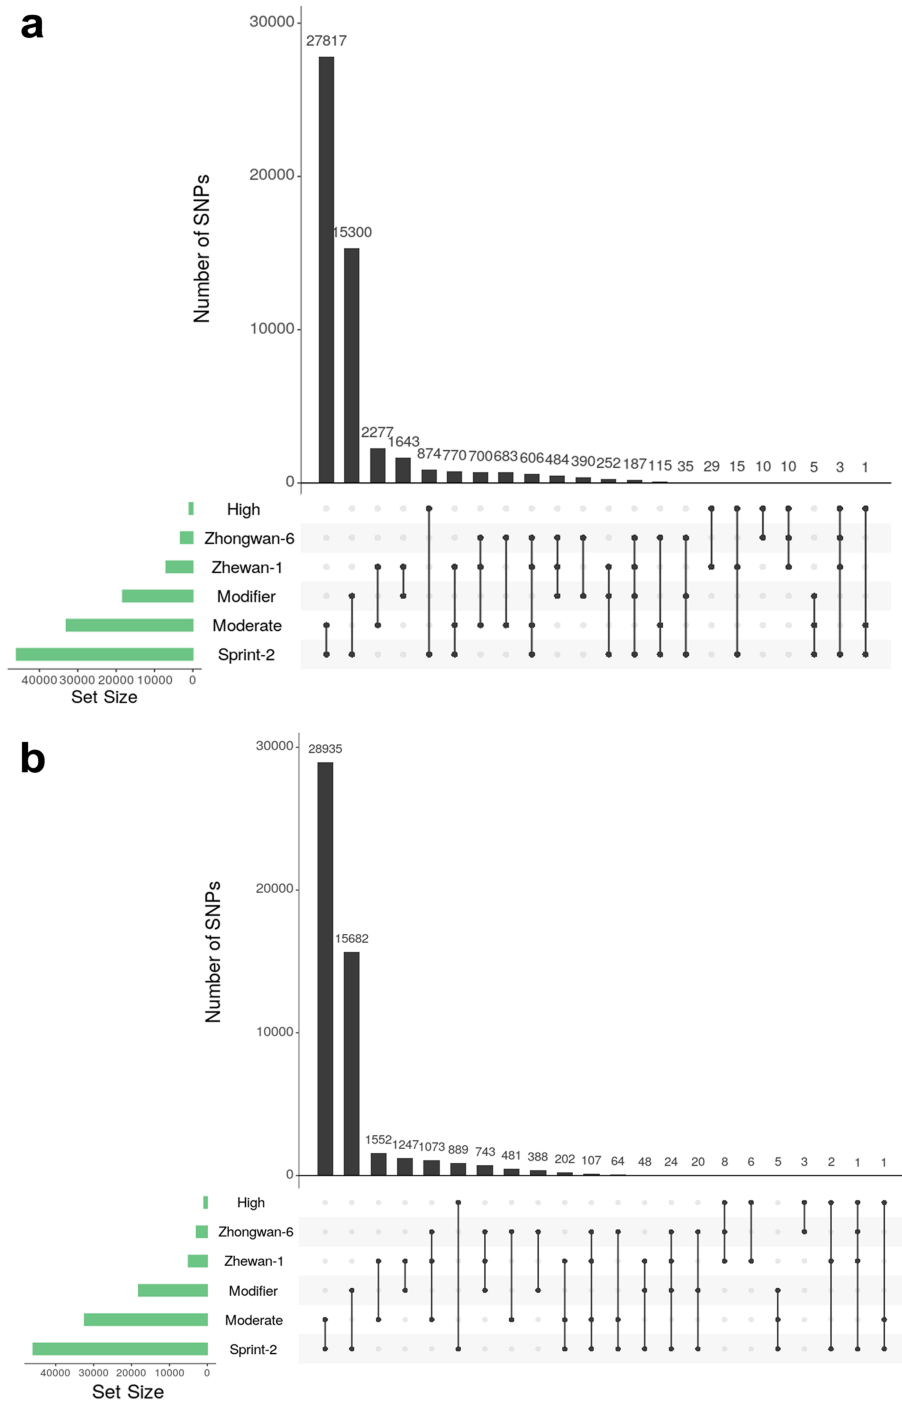 a
30000
27817
20000
15300
10000
2277 1643 874 770 700 683 606 484 390 252 187 115 35 29 15 10 10 5 3 1
0
Number of SNPs
High
Zhongwan-6
Zhewan-1
Modifier
Moderate
Sprint-2
40000 30000 20000 10000 0
Set Size
b
30000
28935
20000
15682
10000
1552 1247 1073 889 743 481 388 202 107 64 48 24 20 8 6 5 3 2 1 1
0
Number of SNPs
High
Zhongwan-6
Zhewan-1
Modifier
Moderate
Sprint-2
40000 30000 20000 10000 0
Set Size